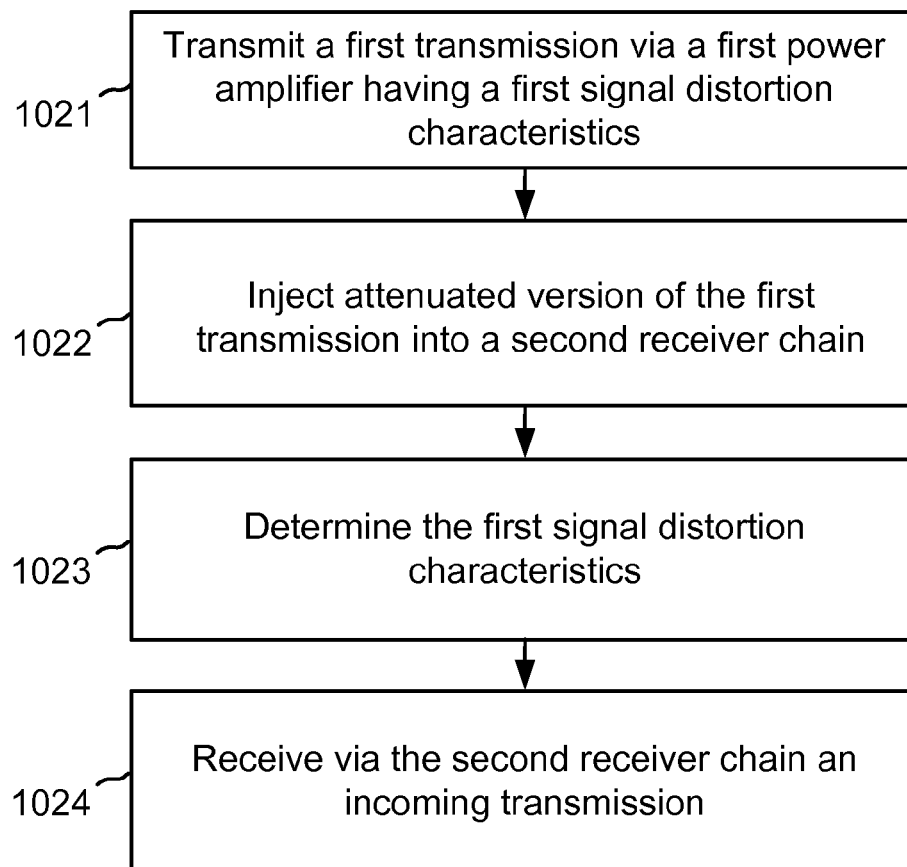 Transmit a first transmission via a first power
amplifier having a first signal distortion
characteristics
1021
Inject attenuated version of the first
transmission into a second receiver chain
1022
Determine the first signal distortion
characteristics
1023
Receive via the second receiver chain an
incoming transmission
1024